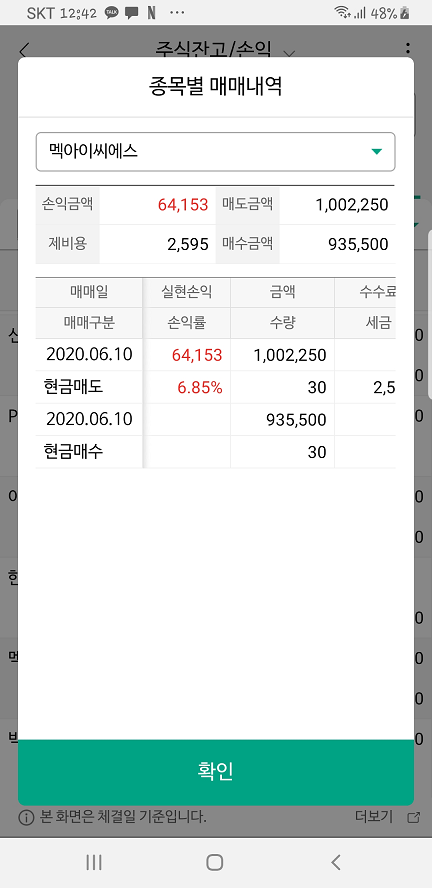 SKT 12:42 TALK N ... 48%
주식잔고/손익
종목별 매매내역
멕아이씨에스
손익금액 64,153 매도금액 1,002,250
제비용 2,595 매수금액 935,500
매매일 실현손익 금액 수수료
매매구분 손익률 수량 세금
2020.06.10 64,153 1,002,250
현금매도 6.85% 30 2,5
2020.06.10 935,500
현금매수 30
확인
본 화면은 체결일 기준입니다. 더보기